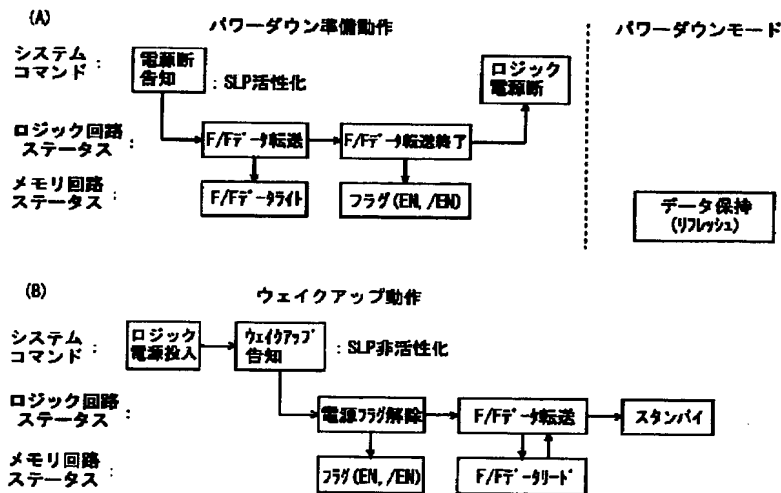 (A)
パワーダウン準備動作
パワーダウンモード
システム
コマンド :
電源断
告知
: SLP活性化
ロジック
電源断
ロジック回路
ステータス :
F/Fデータ転送
F/Fデータ転送終了
メモリ回路
ステータス :
F/Fデータライト
フラグ(EN, /EN)
データ保持
(リフレッシュ)
(B)
ウェイクアップ動作
システム
コマンド :
ロジック
電源投入
ウェイクアップ
告知
: SLP非活性化
ロジック回路
ステータス :
電源フラグ解除
F/Fデータ転送
スタンバイ
メモリ回路
ステータス :
フラグ(EN, /EN)
F/Fデータリード